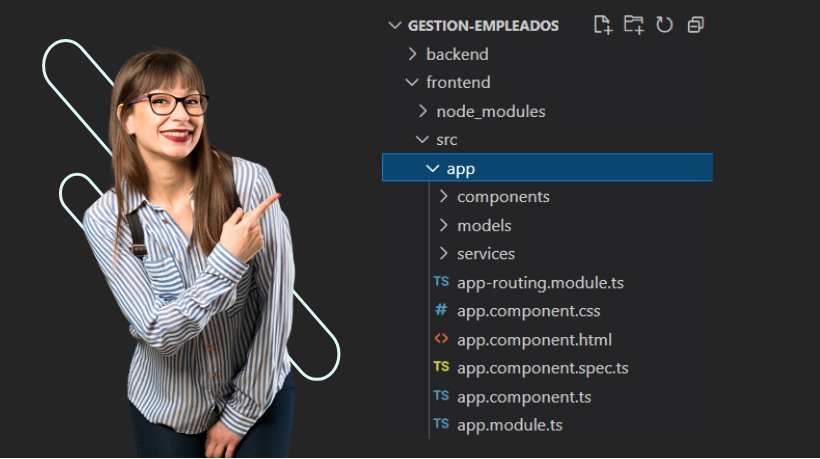 GESTION-EMPLEADOS
backend
frontend
node_modules
src
app
components
models
services
TS app-routing.module.ts
# app.component.css
<> app.component.html
TS app.component.spec.ts
TS app.component.ts
TS app.module.ts